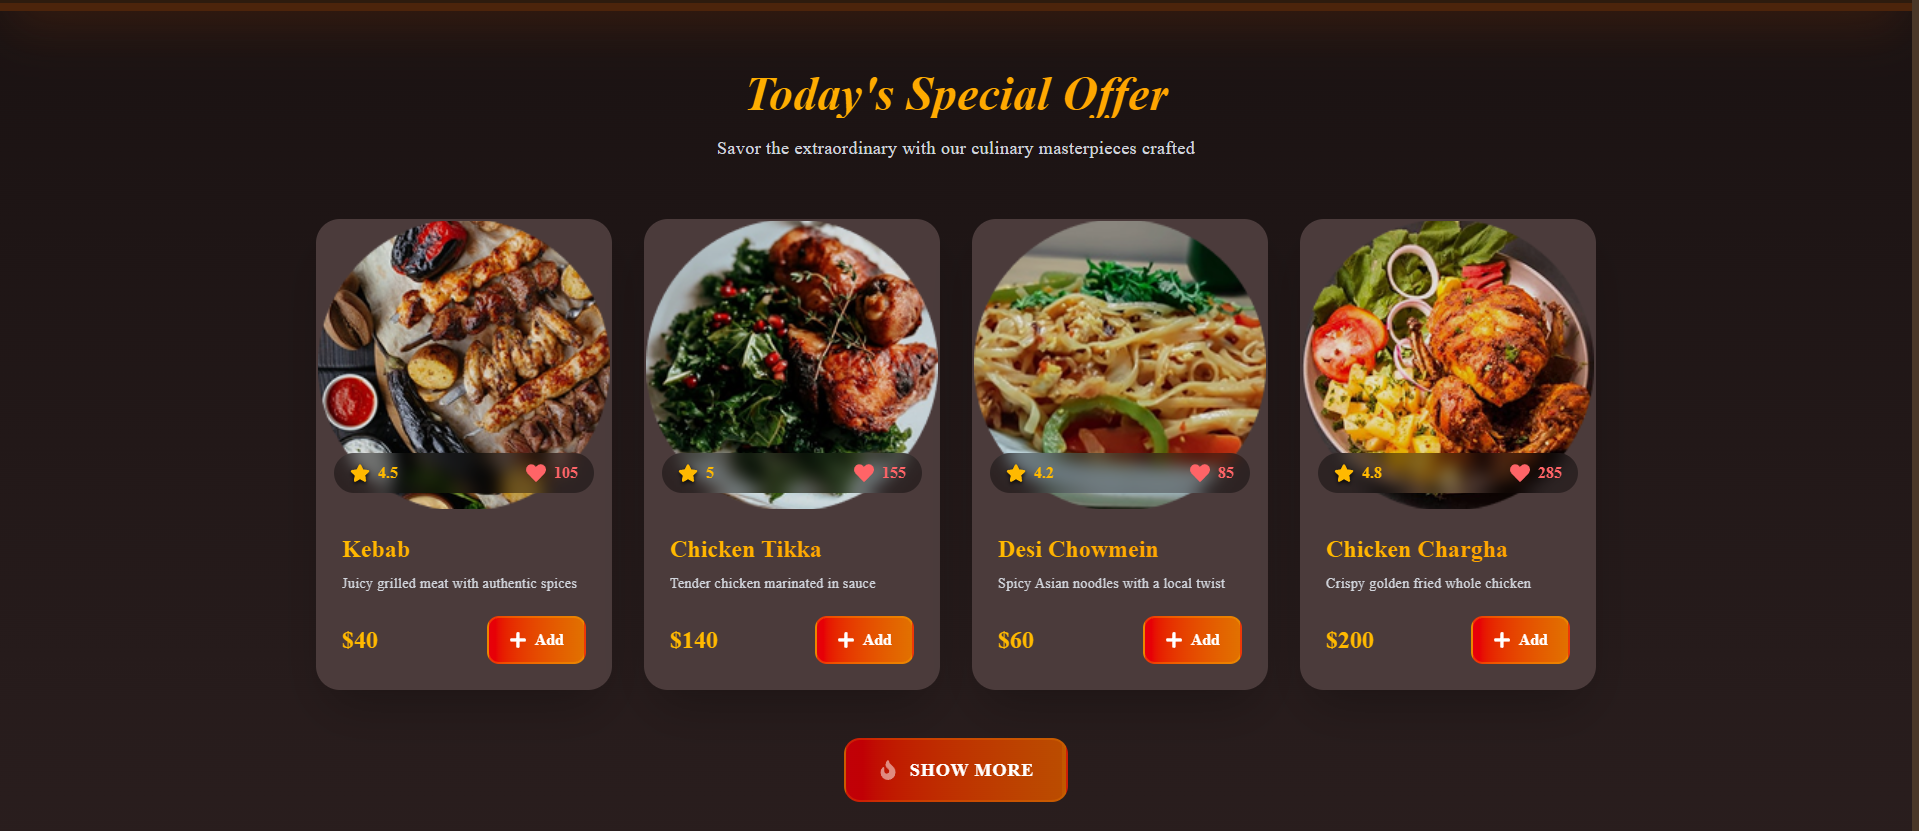 Today's Special Offer
Savor the extraordinary with our culinary masterpieces crafted
4.5 105
5 155
4.2 85
4.8 285
Kebab
Juicy grilled meat with authentic spices
$40 + Add
Chicken Tikka
Tender chicken marinated in sauce
$140 + Add
Desi Chowmein
Spicy Asian noodles with a local twist
$60 + Add
Chicken Chargha
Crispy golden fried whole chicken
$200 + Add
SHOW MORE